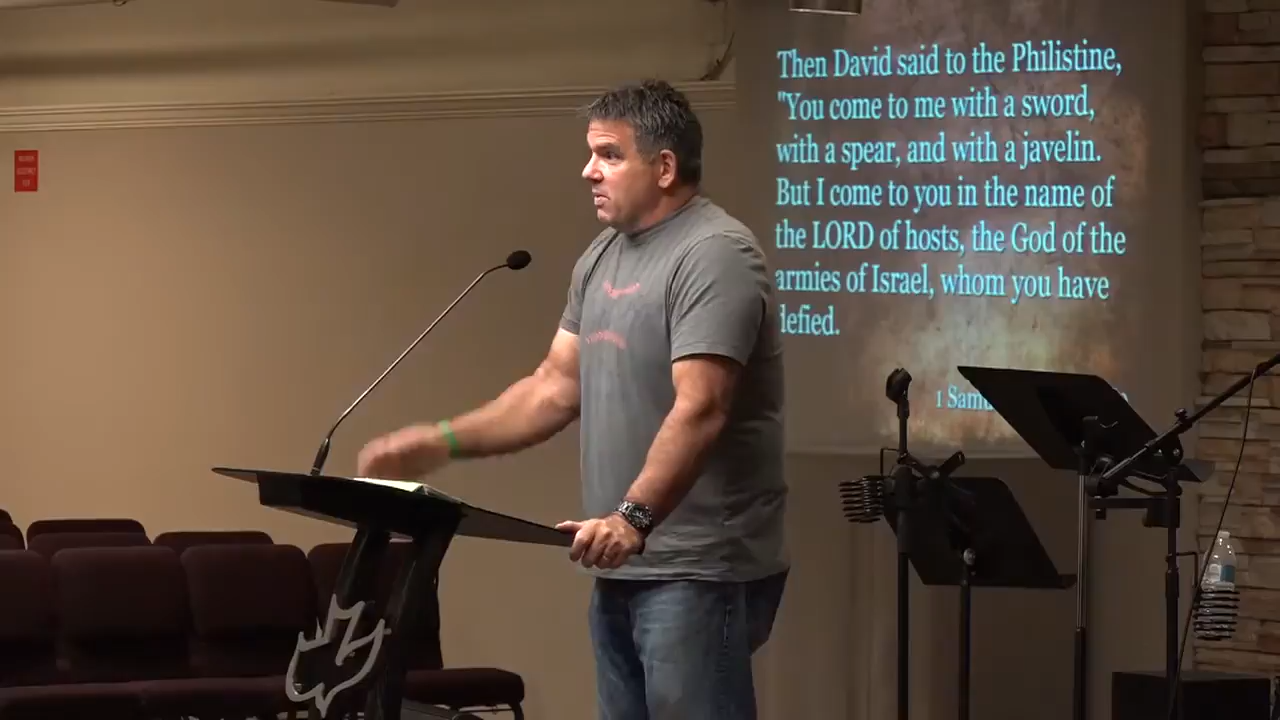 Then David said to the Philistine,
"You come to me with a sword,
with a spear, and with a javelin.
But I come to you in the name of
the LORD of hosts, the God of the
armies of Israel, whom you have
defied.
1 Samu